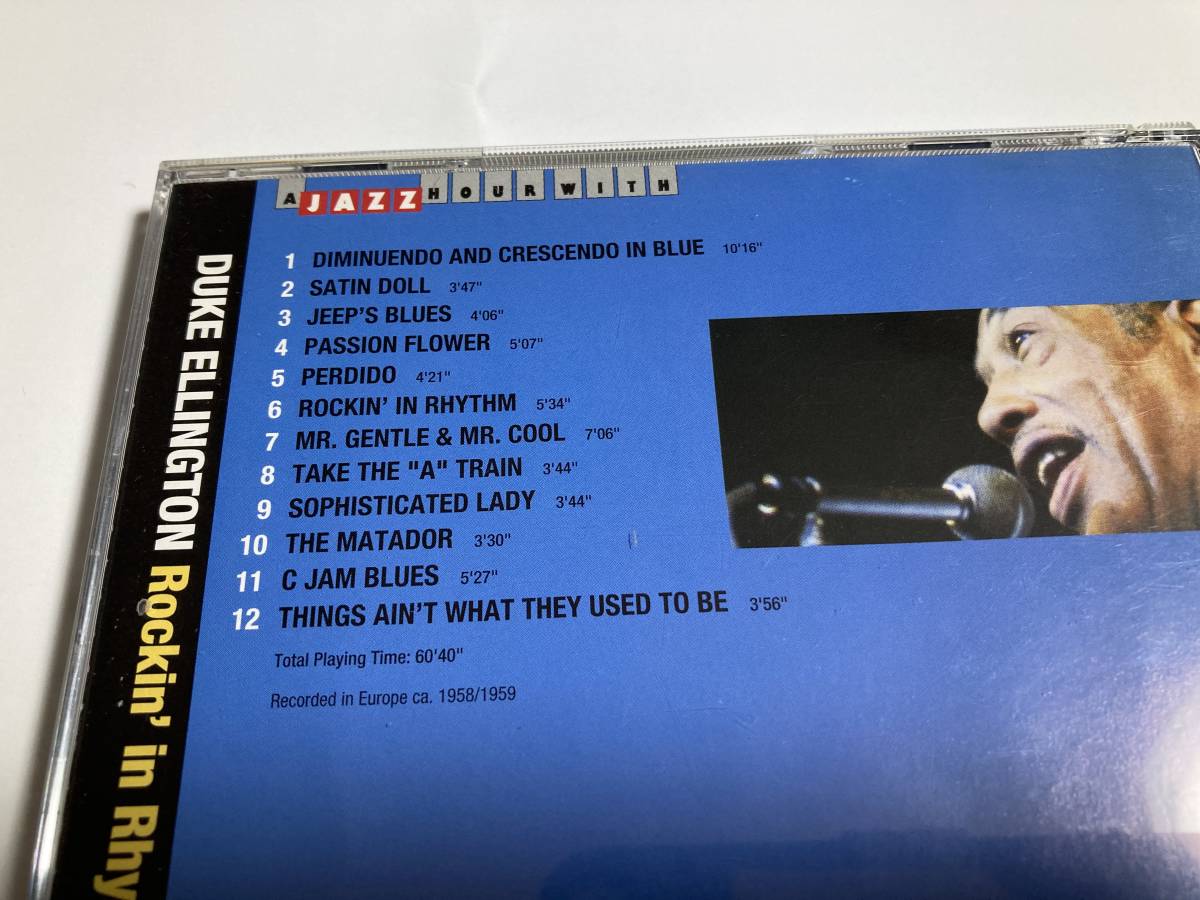 A JAZZ HOUR WITH
1 DIMINUENDO AND CRESCENDO IN BLUE 10'16"
2 SATIN DOLL 3'47"
3 JEEP'S BLUES 4'06"
4 PASSION FLOWER 5'07"
5 PERDIDO 4'21"
6 ROCKIN' IN RHYTHM 5'34"
7 MR. GENTLE & MR. COOL 7'06"
8 TAKE THE "A" TRAIN 3'44"
9 SOPHISTICATED LADY 3'44"
10 THE MATADOR 3'30"
11 C JAM BLUES 5'27"
12 THINGS AIN'T WHAT THEY USED TO BE 3'56"
Total Playing Time: 60'40"
Recorded in Europe ca. 1958/1959
DUKE ELLINGTON Rockin' in Rhy